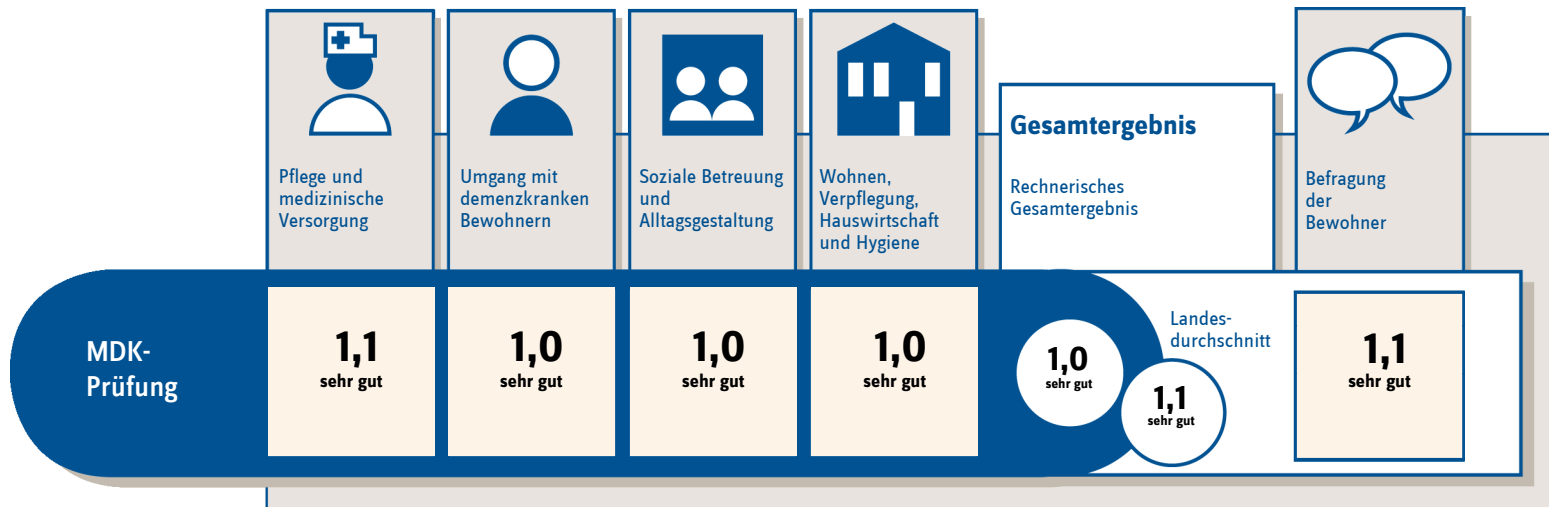 Pflege und
medizinische
Versorgung
Umgang mit
demenzkranken
Bewohnern
Soziale Betreuung
und
Alltagsgestaltung
Wohnen,
Verpflegung,
Hauswirtschaft
und Hygiene
Gesamtergebnis
Rechnerisches
Gesamtergebnis
Befragung
der
Bewohner
MDK-
Prüfung
1,1
sehr gut
1,0
sehr gut
1,0
sehr gut
1,0
sehr gut
1,0
sehr gut
Landes-
durchschnitt
1,1
sehr gut
1,1
sehr gut